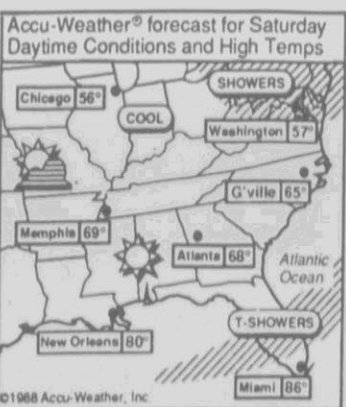 Accu-Weather® forecast for Saturday
Daytime Conditions and High Temps
SHOWERS
Chicago 56°
COOL
Washington 57°
G'ville 65°
Memphis 69°
Atlanta 68°
Atlantic
Ocean
T-SHOWERS
New Orleans 80°
Miami 86°
©1988 Accu-Weather, Inc.